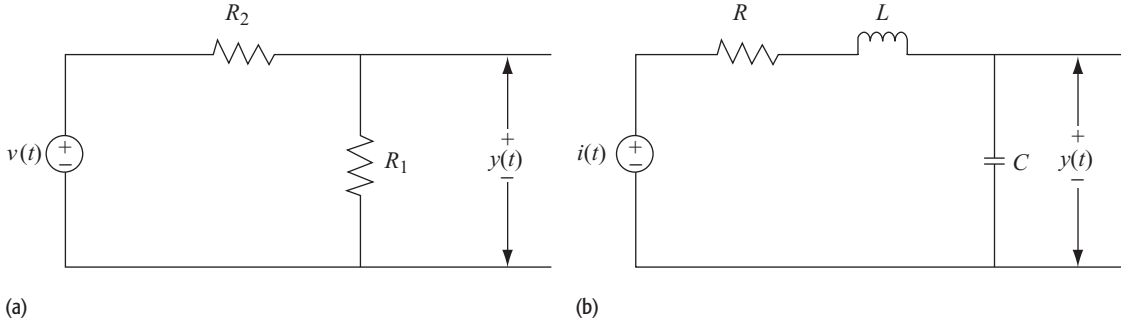 R₂
v(t)
+
−
R₁
+
y(t)
−
(a)
R
L
i(t)
+
−
C
+
y(t)
−
(b)